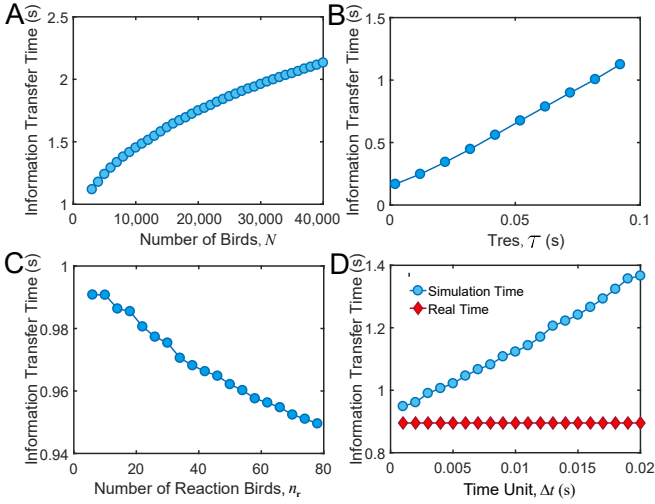 A
Information Transfer Time (s)
2.5
2
1.5
1
0
10,000
20,000
30,000
40,000
Number of Birds, N
B
Information Transfer Time (s)
1.5
1
0.5
0
0
0.05
0.1
Tres, τ (s)
C
Information Transfer Time (s)
1
0.98
0.96
0.94
0
20
40
60
80
Number of Reaction Birds, nr
D
Information Transfer Time (s)
1.4
1.2
1
0.8
Simulation Time
Real Time
0
0.005
0.01
0.015
0.02
Time Unit, Δt (s)